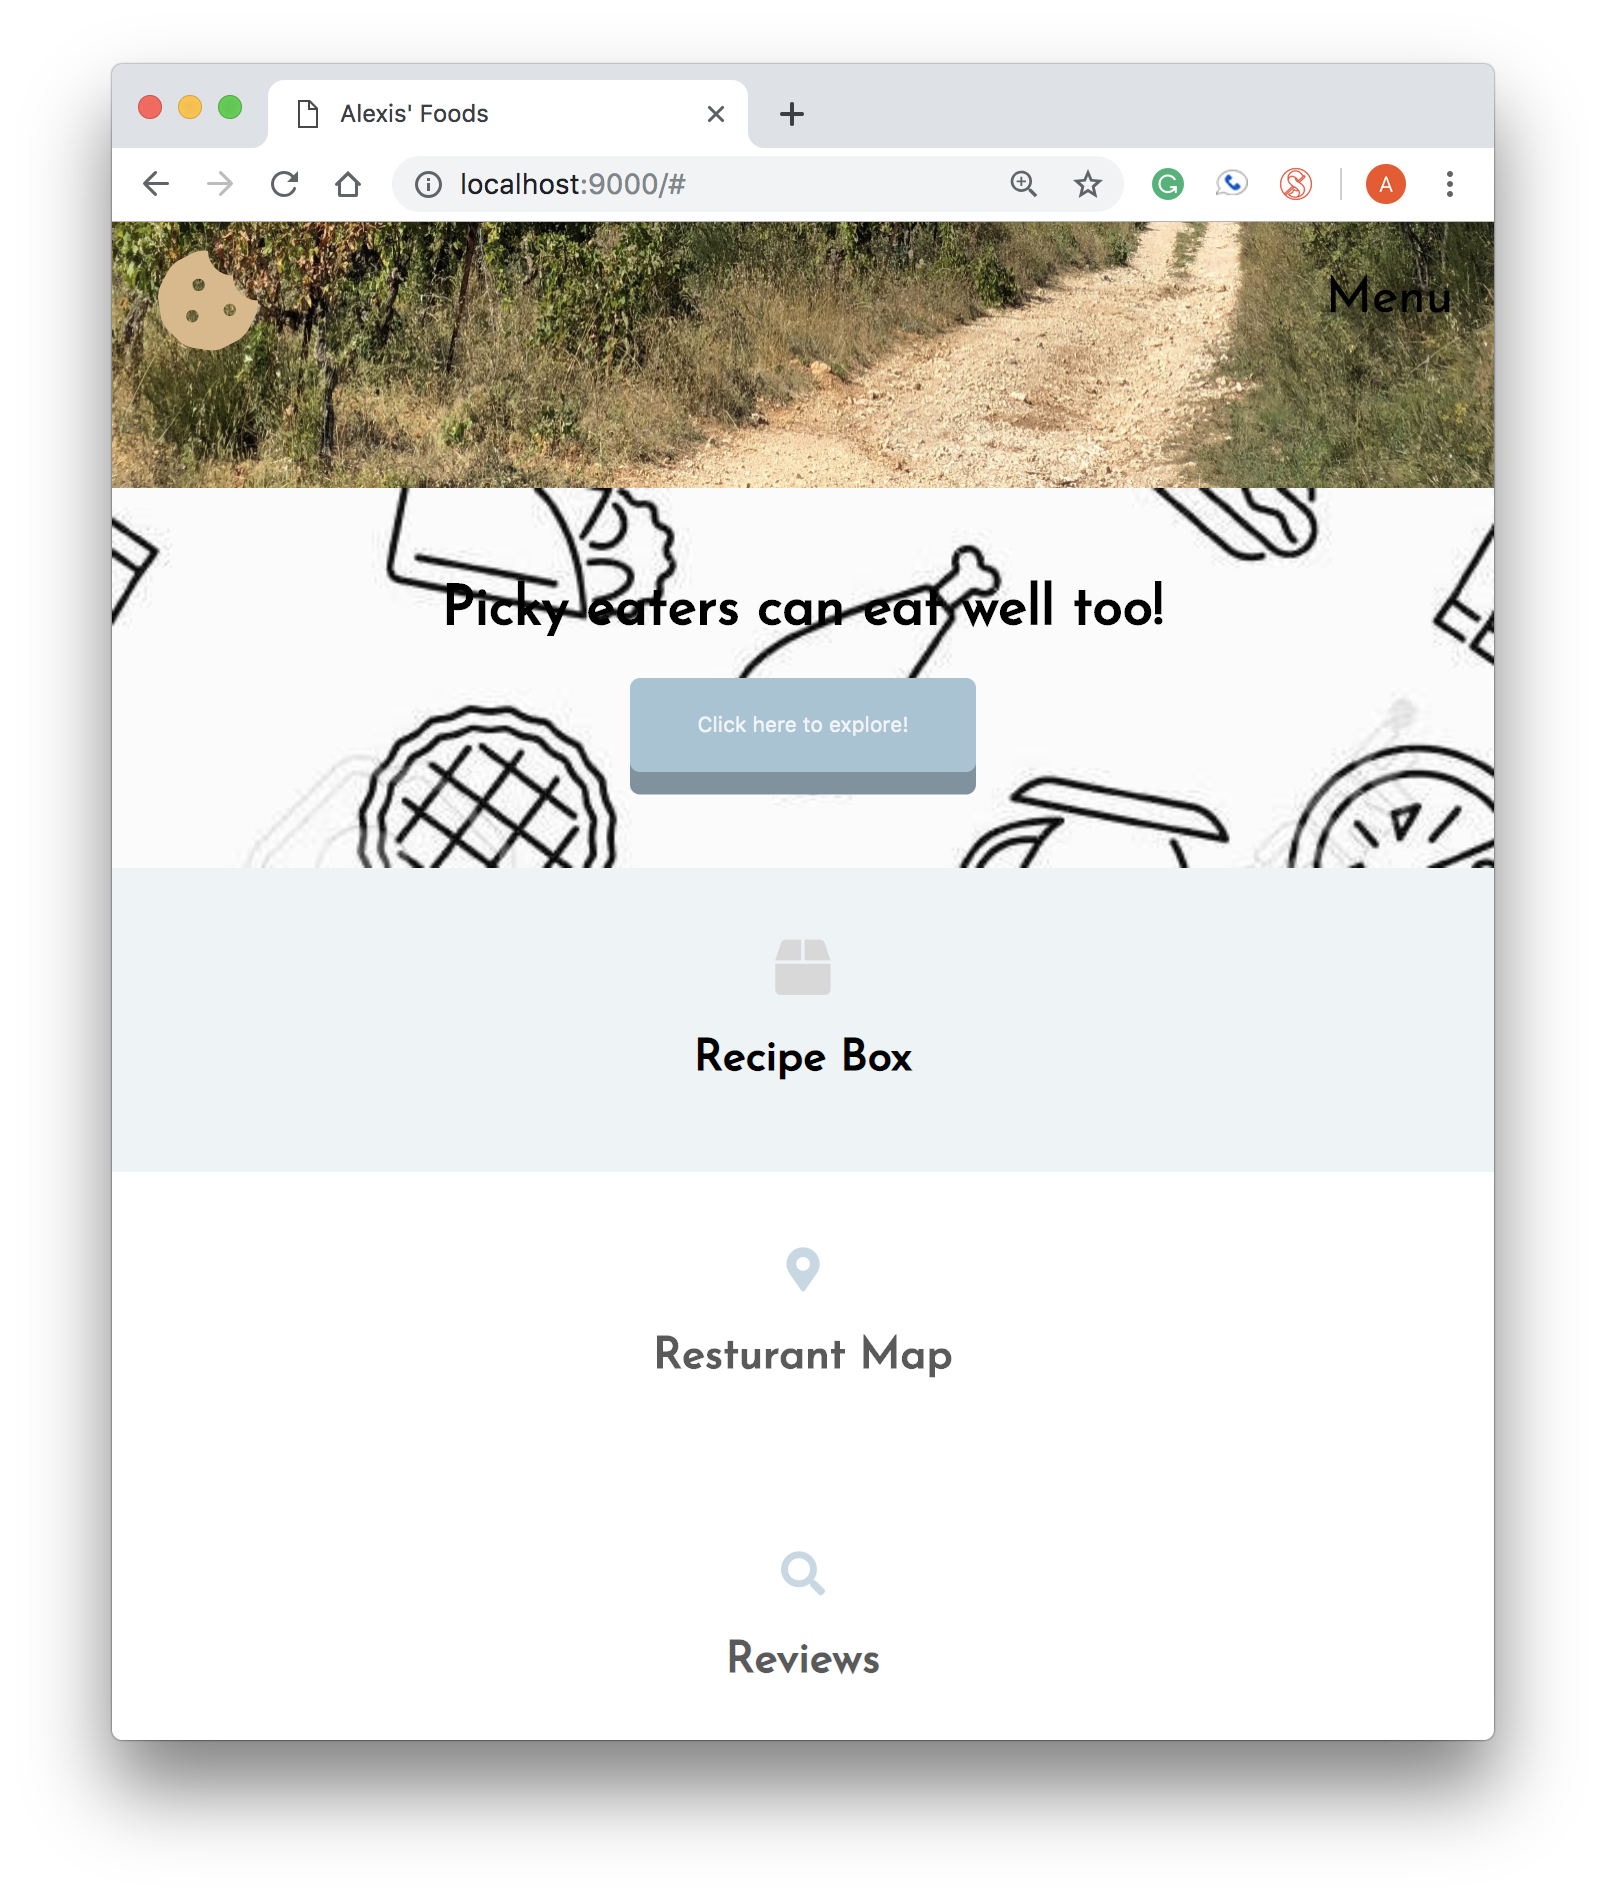 Alexis' Foods
localhost:9000/#
A
Menu
Picky eaters can eat well too!
Click here to explore!
Recipe Box
Resturant Map
Reviews